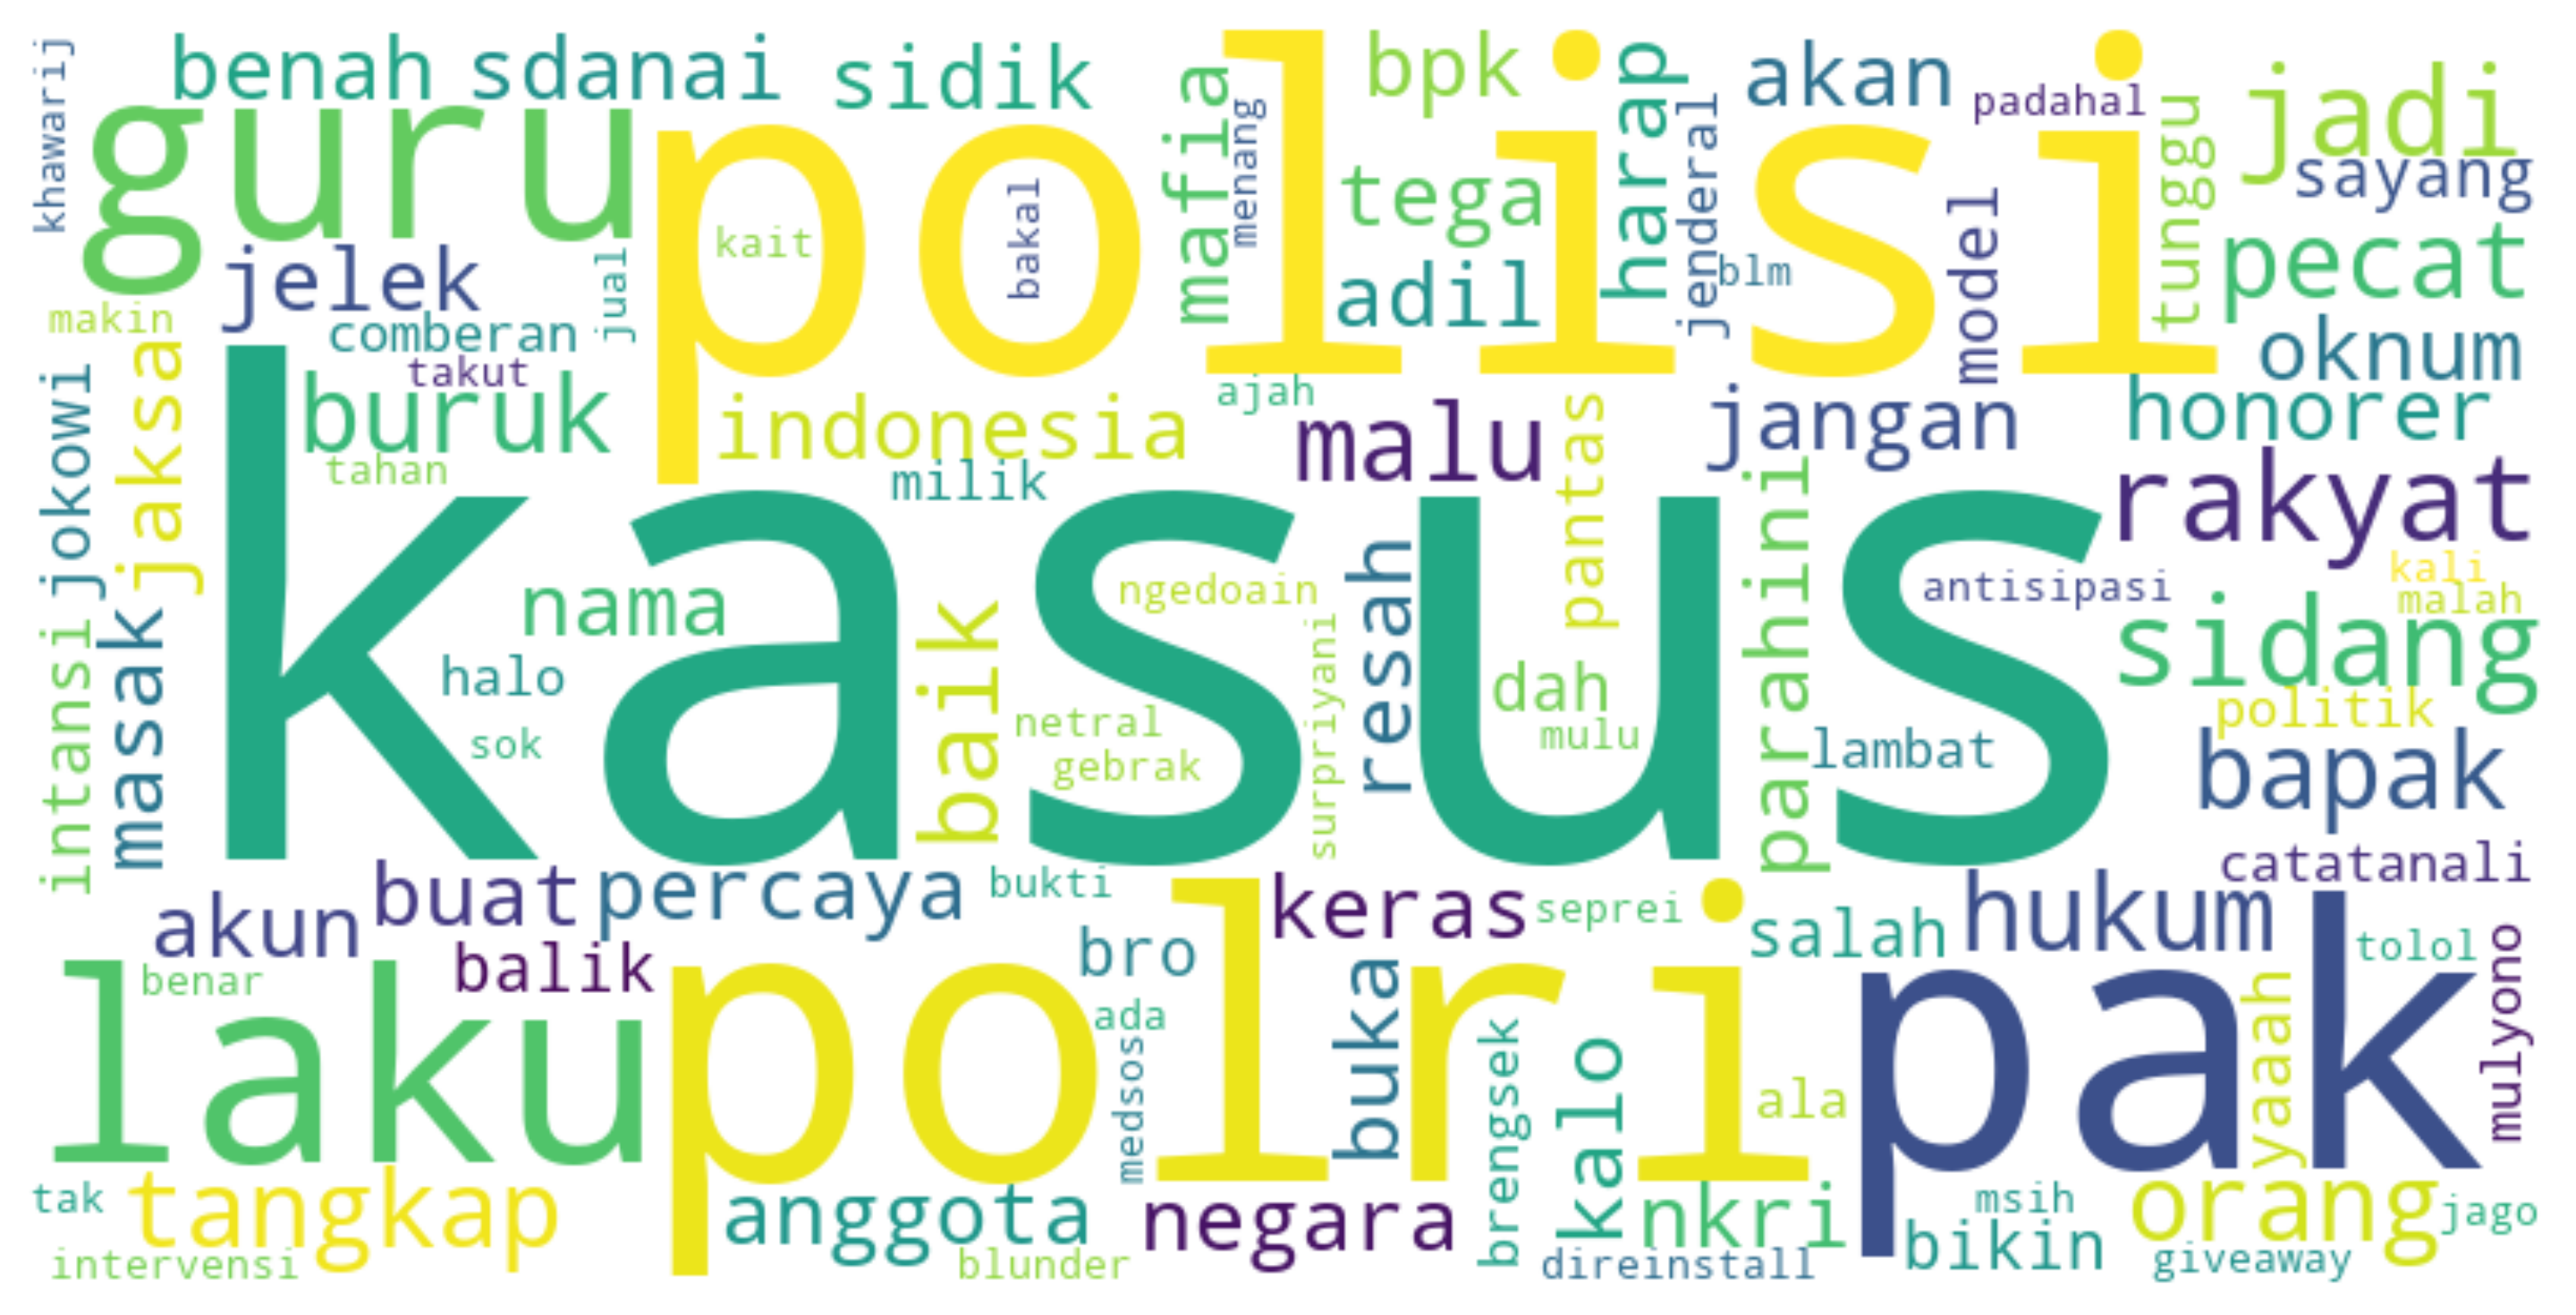 khawarij
benah
sdanai
sidik
mafia
menang
bpk
harap
jenderal
akan
padahal
tunggu
jadi
sayang
guru
polisi
kait
bakal
tega
adil
blm
model
pecat
jelek
jual
makin
comberan
takut
oknum
jokowi
jaksa
buruk
tahan
indonesia
milik
ajah
malu
pantas
jangan
honorer
rakyat
kasus
nama
ngedoain
resah
parahini
antisipasi
kali
malah
sidang
intansi
masak
halo
sok
baik
netral
gebrak
surpriyani
dah
mulu
lambat
politik
bapak
catatanali
akun
buat
percaya
bukti
keras
seprei
salah
hukum
tolol
mulyono
benar
balik
bro
ada
medsos
laku
polri
buka
brengsek
kalo
ala
pak
yaaah
tak
tangkap
anggota
negara
nkri
msih
orang
jago
intervensi
blunder
direinstall
bikin
giveaway